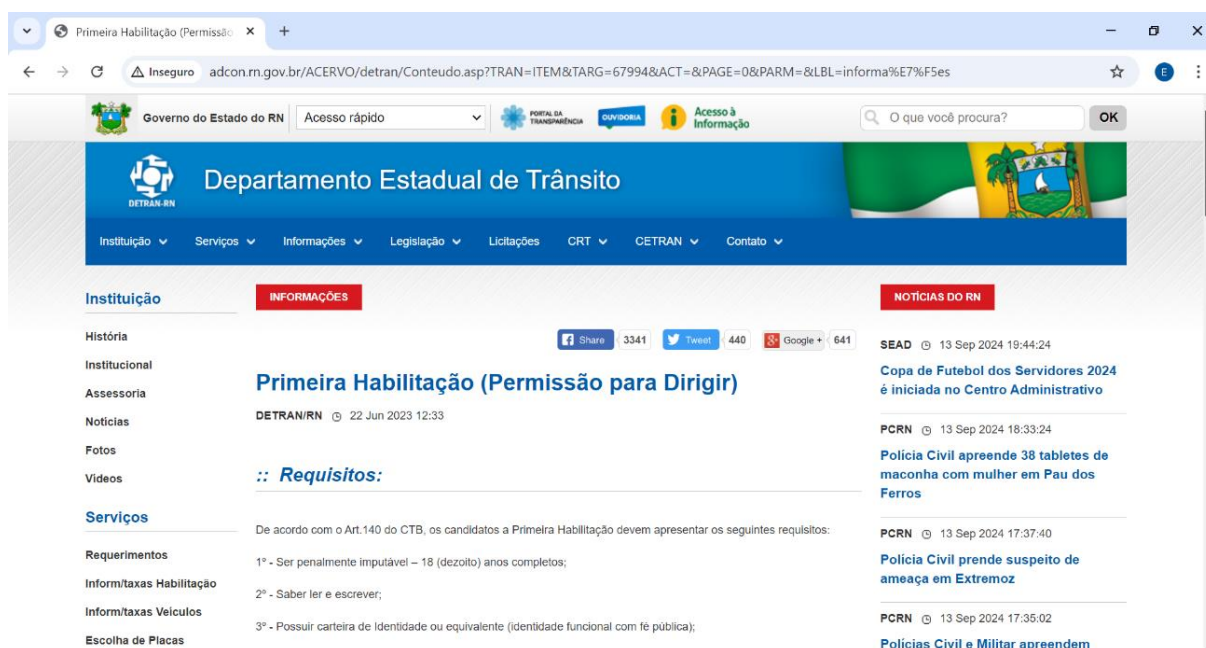 Primeira Habilitação (Permissão
Inseguro adcon.rn.gov.br/ACERVO/detran/Conteudo.asp?TRAN=ITEM&TARG=67994&ACT=&PAGE=0&PARM=&LBL=informa%E7%F5es
E
Governo do Estado do RN
Acesso rápido
PORTAL DA
TRANSPARÊNCIA
OUVIDORIA
Acesso à
Informação
O que você procura?
OK
DETRAN-RN
Departamento Estadual de Trânsito
Instituição Serviços Informações Legislação Licitações CRT CETRAN Contato
Instituição
História
Institucional
Assessoria
Notícias
Fotos
Vídeos
Serviços
Requerimentos
Inform/taxas Habilitação
Inform/taxas Veículos
Escolha de Placas
INFORMAÇÕES
Share 3341 Tweet 440 Google + 641
Primeira Habilitação (Permissão para Dirigir)
DETRAN/RN 22 Jun 2023 12:33
:: Requisitos:
De acordo com o Art.140 do CTB, os candidatos a Primeira Habilitação devem apresentar os seguintes requisitos:
1º - Ser penalmente imputável – 18 (dezoito) anos completos;
2º - Saber ler e escrever;
3º - Possuir carteira de Identidade ou equivalente (identidade funcional com fé pública);
NOTÍCIAS DO RN
SEAD 13 Sep 2024 19:44:24
Copa de Futebol dos Servidores 2024
é iniciada no Centro Administrativo
PCRN 13 Sep 2024 18:33:24
Polícia Civil apreende 38 tabletes de
maconha com mulher em Pau dos
Ferros
PCRN 13 Sep 2024 17:37:40
Polícia Civil prende suspeito de
ameaça em Extremoz
PCRN 13 Sep 2024 17:35:02
Polícias Civil e Militar apreendem